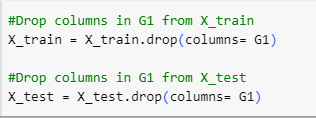 #Drop columns in G1 from X_train
X_train = X_train.drop(columns= G1)
#Drop columns in G1 from X_test
X_test = X_test.drop(columns= G1)